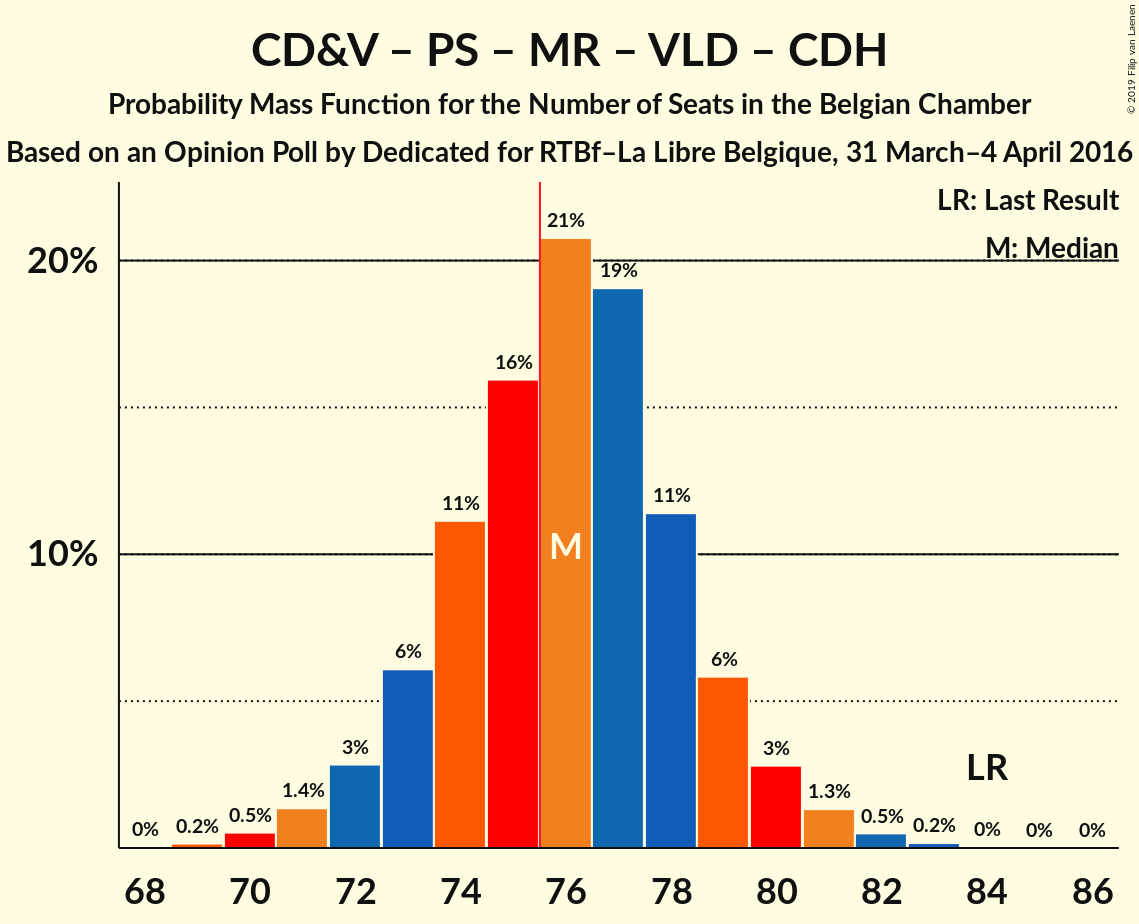 CD&V – PS – MR – VLD – CDH
Probability Mass Function for the Number of Seats in the Belgian Chamber
Based on an Opinion Poll by Dedicated for RTBf–La Libre Belgique, 31 March–4 April 2016
© 2019 Filip van Laenen
LR: Last Result
M: Median
20%
10%
0%
0.2%
0.5%
1.4%
3%
6%
11%
16%
21%
19%
11%
6%
3%
1.3%
0.5%
0.2%
0%
0%
0%
M
LR
68 70 72 74 76 78 80 82 84 86